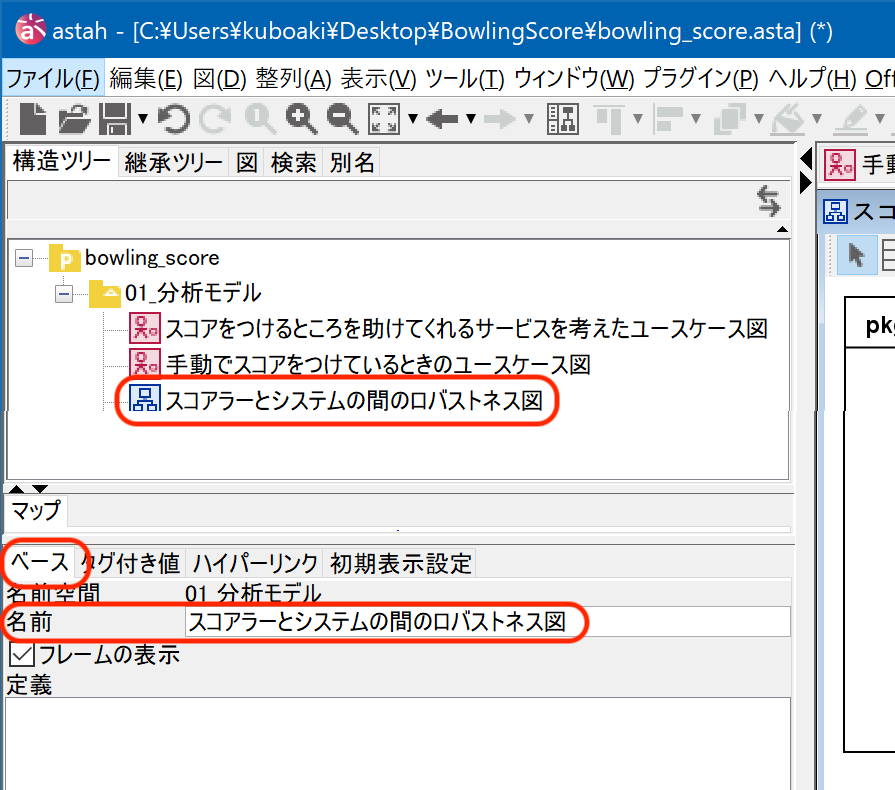 astah - [C:¥Users¥kuboaki¥Desktop¥BowlingScore¥bowling_score.asta] (*)
ファイル(F) 編集(E) 図(D) 整列(A) 表示(V) ツール(T) ウィンドウ(W) プラグイン(P) ヘルプ(H)
構造ツリー 継承ツリー 図 検索 別名
手動
スコ
bowling_score
01_分析モデル
スコアをつけるところを助けてくれるサービスを考えたユースケース図
手動でスコアをつけているときのユースケース図
スコアラーとシステムの間のロバストネス図
マップ
ベース タグ付き値 ハイパーリンク 初期表示設定
名前空間 01_分析モデル
名前 スコアラーとシステムの間のロバストネス図
フレームの表示
定義